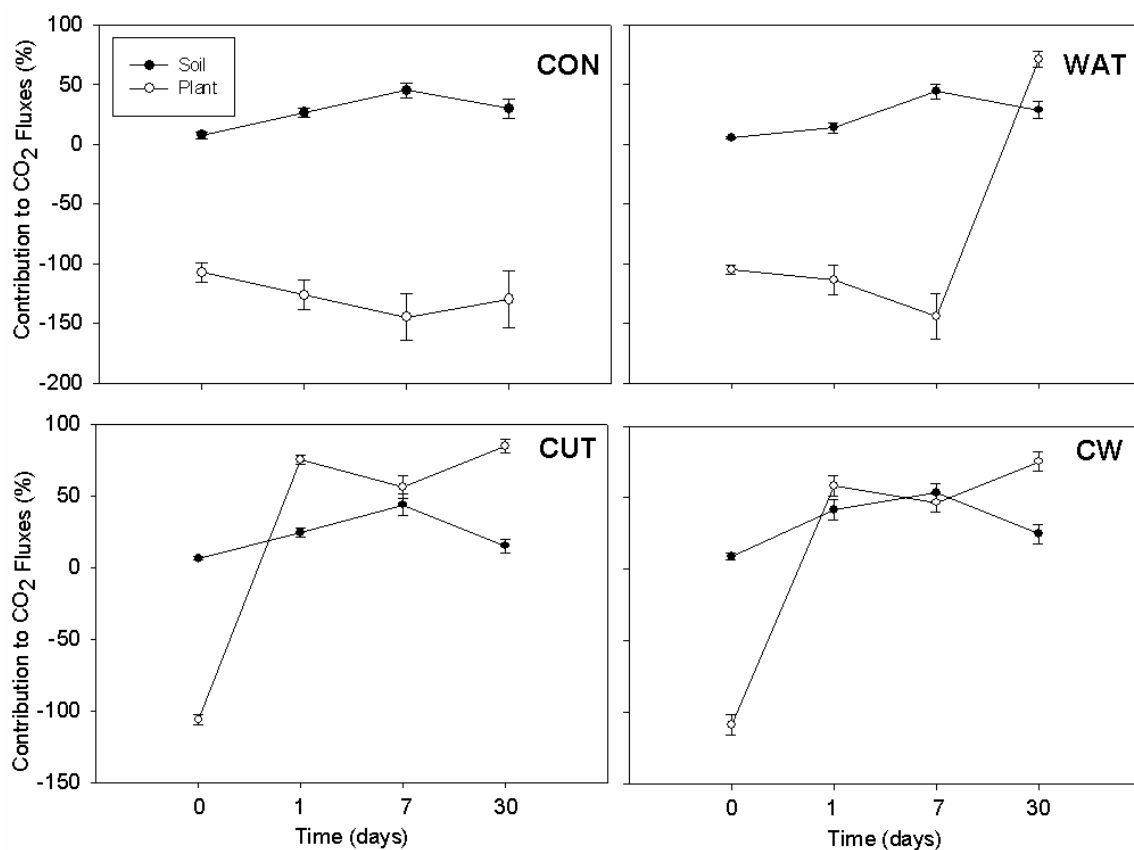 Contribution to CO2 Fluxes (%)
100
50
0
-50
-100
-150
-200
Soil
Plant
CON
WAT
Contribution to CO2 Fluxes (%)
100
50
0
-50
-100
-150
CUT
CW
0 1 7 30
Time (days)
0 1 7 30
Time (days)